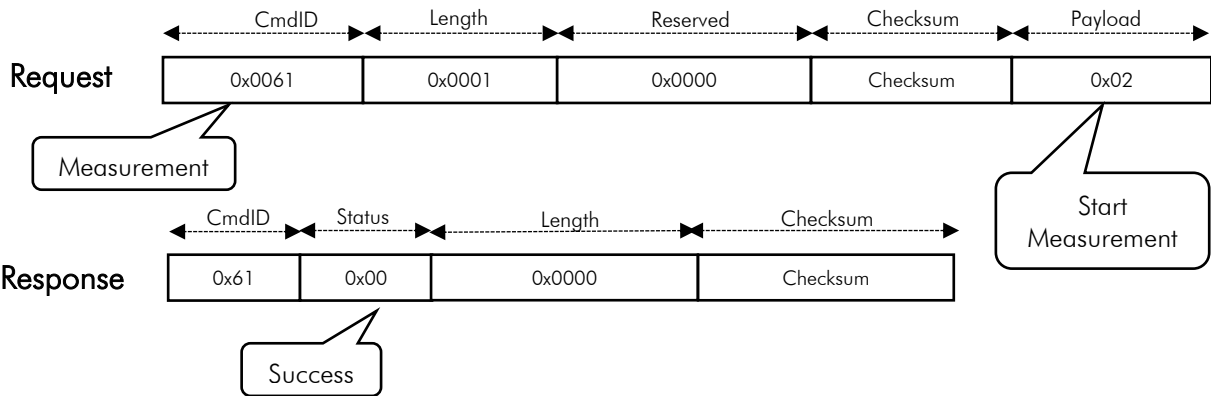 CmdID Length Reserved Checksum Payload
Request 0x0061 0x0001 0x0000 Checksum 0x02
Measurement
Start
Measurement
CmdID Status Length Checksum
Response 0x61 0x00 0x0000 Checksum
Success